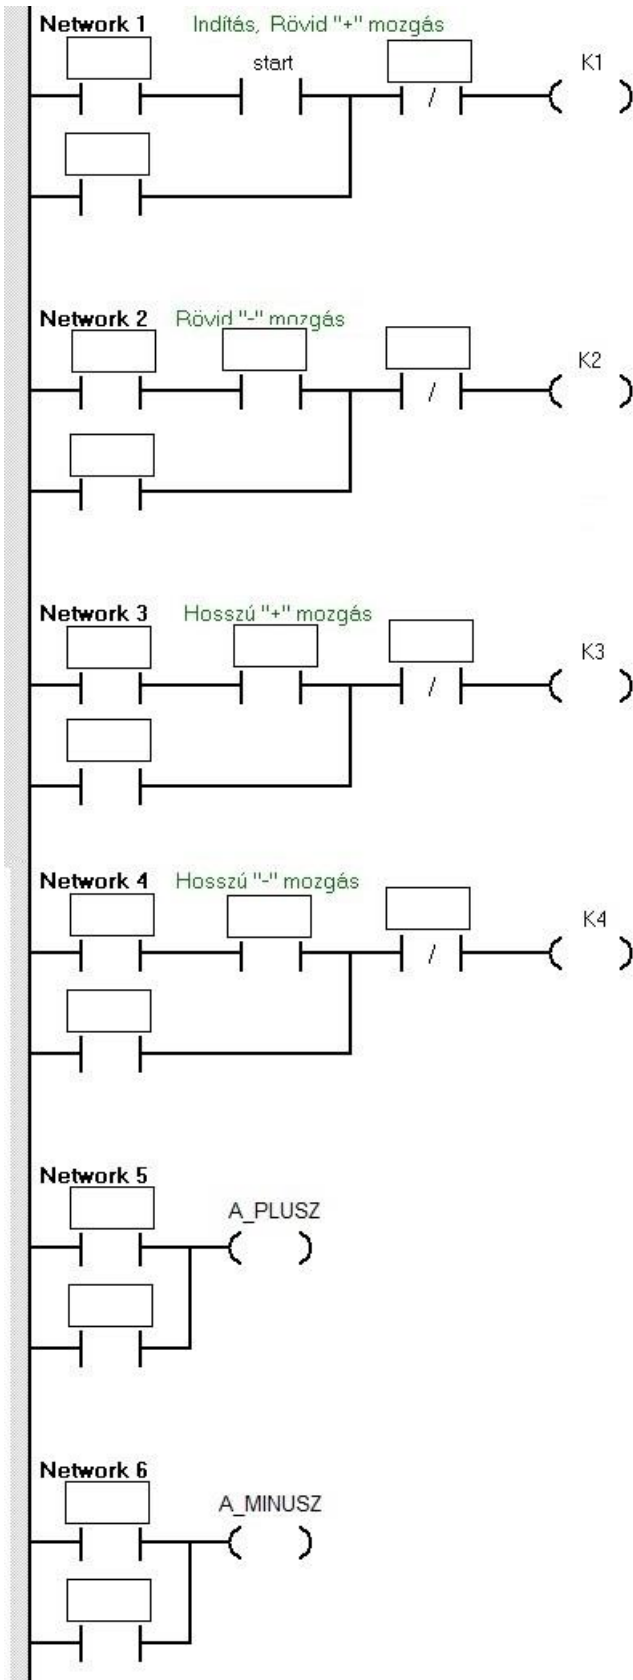 Network 1 Indítás, Rövid "+" mozgás
start
K1
/
Network 2 Rövid "-" mozgás
K2
/
Network 3 Hosszú "+" mozgás
K3
/
Network 4 Hosszú "-" mozgás
K4
/
Network 5
A_PLUSZ
Network 6
A_MINUSZ